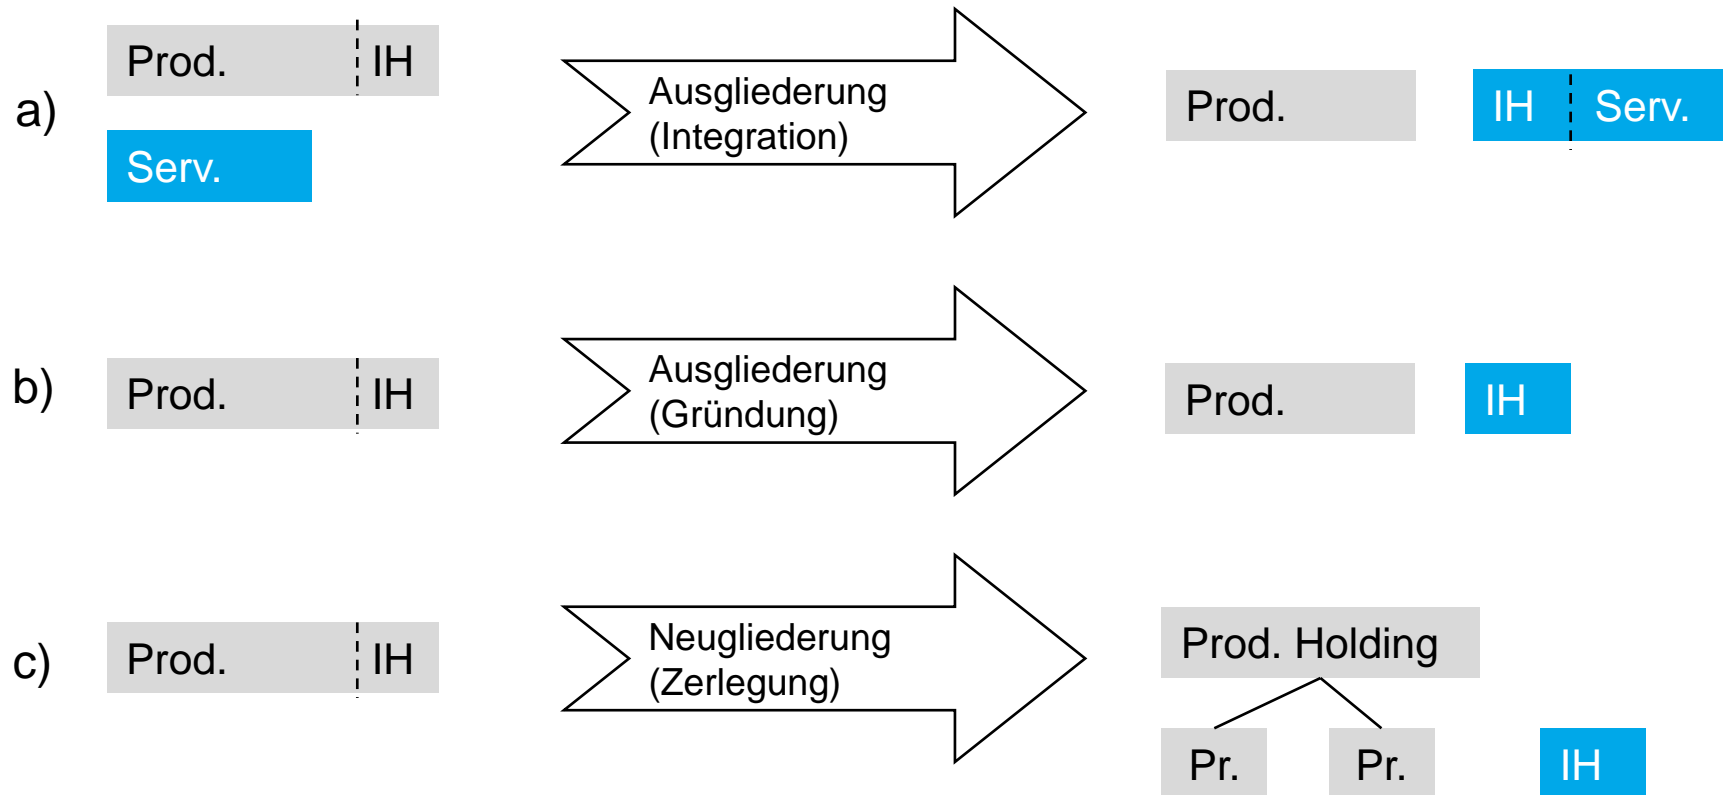 a)
Prod. IH
Serv.
Ausgliederung
(Integration)
Prod.
IH Serv.
b)
Prod. IH
Ausgliederung
(Gründung)
Prod.
IH
c)
Prod. IH
Neugliederung
(Zerlegung)
Prod. Holding
Pr.
Pr.
IH